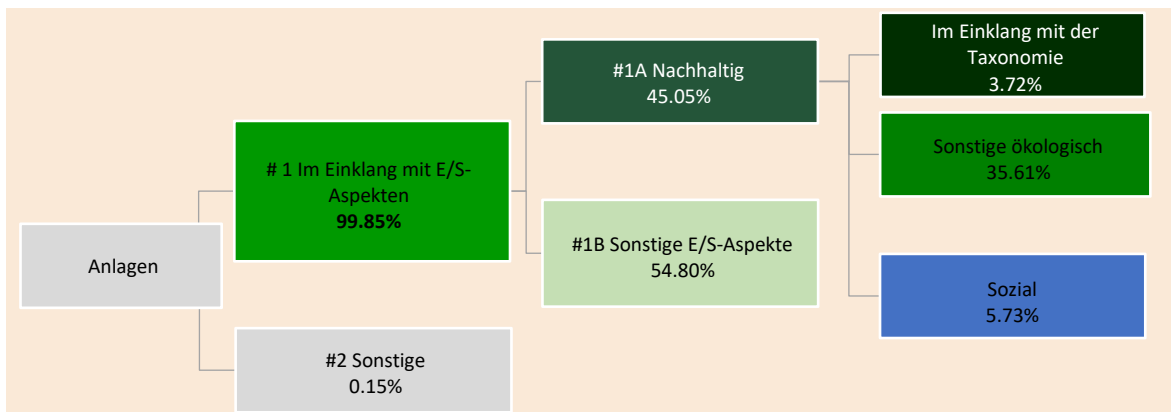 Anlagen
# 1 Im Einklang mit E/S-
Aspekten
99.85%
#2 Sonstige
0.15%
#1A Nachhaltig
45.05%
#1B Sonstige E/S-Aspekte
54.80%
Im Einklang mit der
Taxonomie
3.72%
Sonstige ökologisch
35.61%
Sozial
5.73%